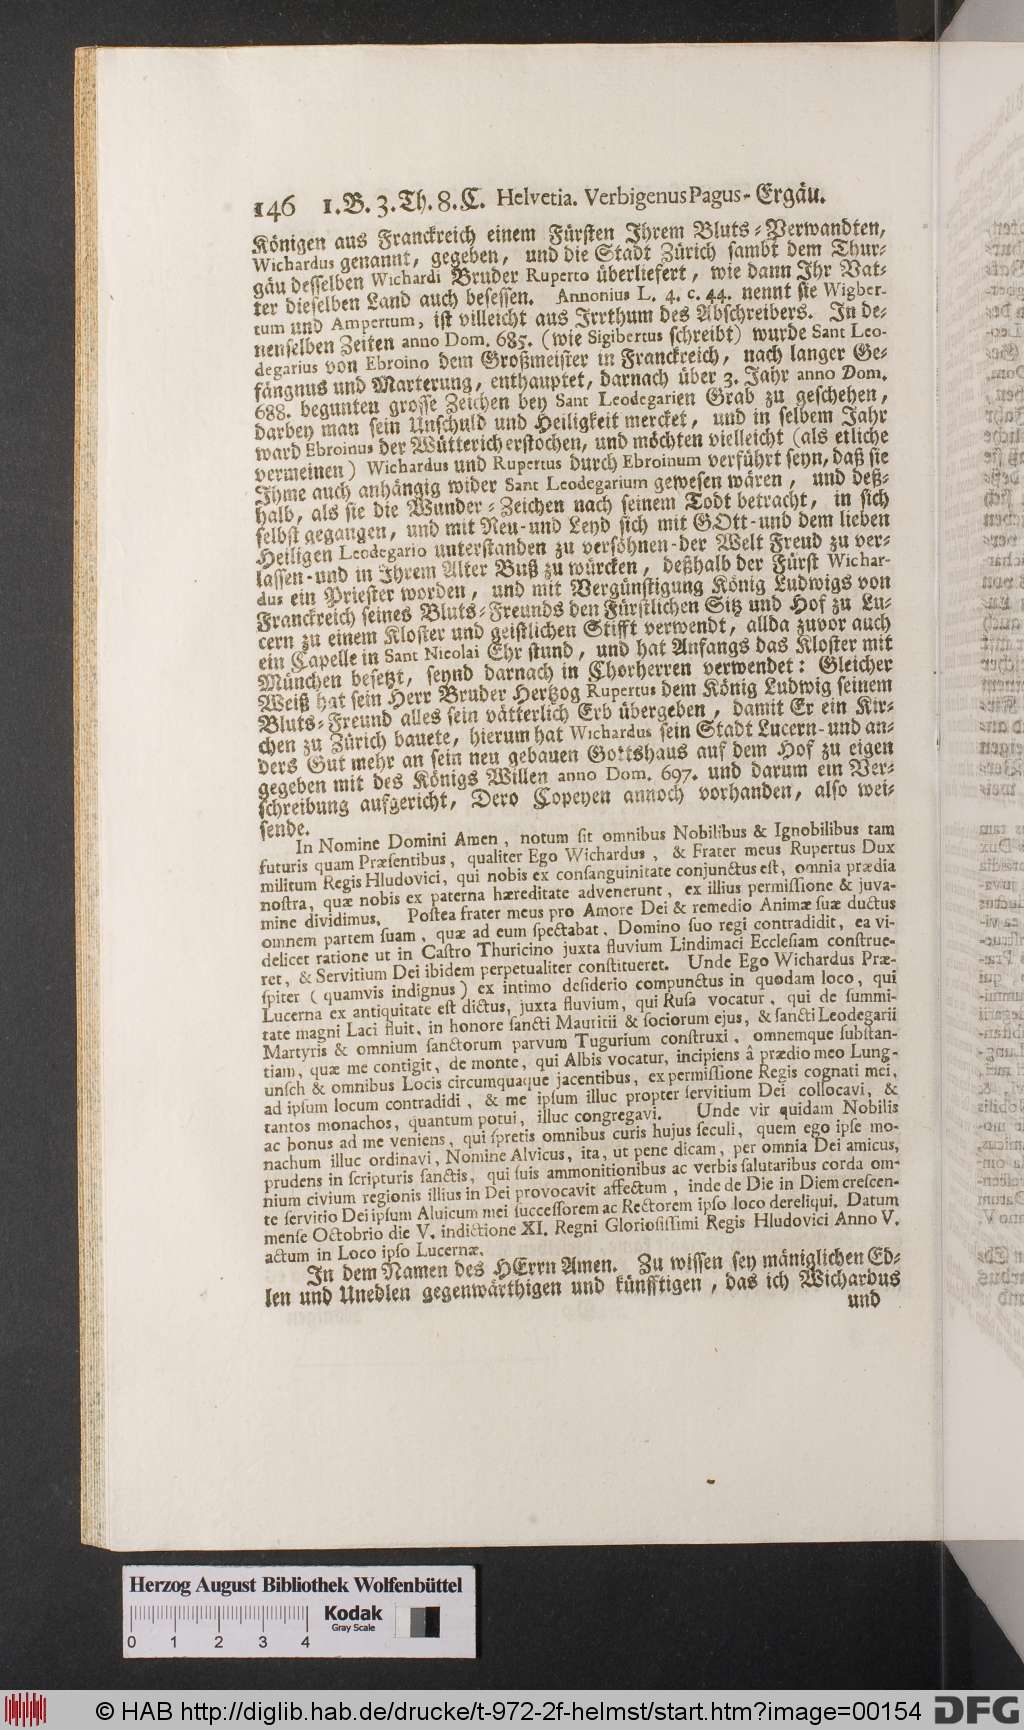 146 1.B. 3.Th. 8.C. Helvetia. Verbigenus Pagus-Ergäu.
Königen aus Franckreich einem Fürsten Ihrem Bluts-Verwandten,
Wichardus genannt, gegeben, und die Stadt Zürich sambt dem Thur-
gäu desselben Wichardi Bruder Ruperto überliefert, wie dann Ihr Vat-
ter dieselben Land auch besessen. Annonius L. 4. c. 44. nennt sie Wigber-
tum und Ampertum, ist villeicht aus Irrthum des Abschreibers. In de-
nenselben Zeiten anno Dom. 685. (wie Sigibertus schreibt) wurde Sant Leo-
degarius von Ebroino dem Großmeister in Franckreich, nach langer Ge-
fängnus und Marterung, enthauptet, darnach über 3. Jahr anno Dom.
688. begunten grosse Zeichen bey Sant Leodegarien Grab zu geschehen,
darbey man sein Unschuld und Heiligkeit mercket, und in selbem Jahr
ward Ebroinus der Wütterich erstochen, und möchten vielleicht (als etliche
vermeinen) Wichardus und Rupertus durch Ebroinum verführt seyn, daß sie
Ihme auch anhängig wider Sant Leodegarium gewesen wären, und deß-
halb, als sie die Wunder-Zeichen nach seinem Todt betracht, in sich
selbst gegangen, und mit Reu-und Leyd sich mit GOtt-und dem lieben
Heiligen Leodegario unterstanden zu versöhnen-der Welt Freud zu ver-
lassen-und in Ihrem Alter Buß zu würcken, deßhalb der Fürst Wichar-
dus ein Priester worden, und mit Vergünstigung König Ludwigs von
Franckreich seines Bluts-Freunds den Fürstlichen Sitz und Hof zu Lu-
cern zu einem Kloster und geistlichen Stifft verwendt, allda zuvor auch
ein Capelle in Sant Nicolai Ehr stund, und hat Anfangs das Kloster mit
München besetzt, seynd darnach in Chorherren verwendet: Gleicher
Weiß hat sein Herr Bruder Hertzog Rupertus dem König Ludwig seinem
Bluts-Freund alles sein vätterlich Erb übergeben, damit Er ein Kir-
chen zu Zürich bauete, hierum hat Wichardus sein Stadt Lucern-und an-
ders Gut mehr an sein neu gebauen Gottshaus auf dem Hof zu eigen
gegeben mit des Königs Willen anno Dom. 697. und darum ein Ver-
schreibung aufgericht, Dero Copeyen annoch vorhanden, also wei-
sende.
In Nomine Domini Amen, notum sit omnibus Nobilibus & Ignobilibus tam
futuris quam Præsentibus, qualiter Ego Wichardus, & Frater meus Rupertus Dux
militum Regis Hludovici, qui nobis ex consanguinitate conjunctus est, omnia prædia
nostra, quæ nobis ex paterna hæreditate advenerunt, ex illius permissione & juva-
mine dividimus. Postea frater meus pro Amore Dei & remedio Animæ suæ ductus
omnem partem suam, quæ ad eum spectabat, Domino suo regi contradidit, ea vi-
delicet ratione ut in Castro Thuricino juxta fluvium Lindimaci Ecclesiam construe-
ret, & Servitium Dei ibidem perpetualiter constitueret. Unde Ego Wichardus Præ-
spiter (quamvis indignus) ex intimo desiderio compunctus in quodam loco, qui
Lucerna ex antiquitate est dictus, juxta fluvium, qui Rusa vocatur, qui de summi-
tate magni Laci fluit, in honore sancti Mauritii & sociorum ejus, & sancti Leodegarii
Martyris & omnium sanctorum parvum Tugurium construxi, omnemque substan-
tiam, quæ me contigit, de monte, qui Albis vocatur, incipiens â prædio meo Lung-
unsch & omnibus Locis circumquaque jacentibus, ex permissione Regis cognati mei,
ad ipsum locum contradidi, & me ipsum illuc propter servitium Dei collocavi, &
tantos monachos, quantum potui, illuc congregavi. Unde vir quidam Nobilis
ac bonus ad me veniens, qui spretis omnibus curis hujus seculi, quem ego ipse mo-
nachum illuc ordinavi, Nomine Alvicus, ita, ut pene dicam, per omnia Dei amicus,
prudens in scripturis sanctis, qui suis ammonitionibus ac verbis salutaribus corda om-
nium civium regionis illius in Dei provocavit affectum, inde de Die in Diem crescen-
te servitio Dei ipsum Aluicum mei successorem ac Rectorem ipso loco dereliqui. Datum
mense Octobrio die V. indictione XI. Regni Gloriosissimi Regis Hludovici Anno V.
actum in Loco ipso Lucernæ.
In dem Namen des HErrn Amen. Zu wissen sey mäniglichen Ed-
len und Unedlen gegenwärthigen und künfftigen, das ich Wichardus
und
Herzog August Bibliothek Wolfenbüttel
0 1 2 3 4
Kodak
Gray Scale
© HAB http://diglib.hab.de/drucke/t-972-2f-helmst/start.htm?image=00154
DFG